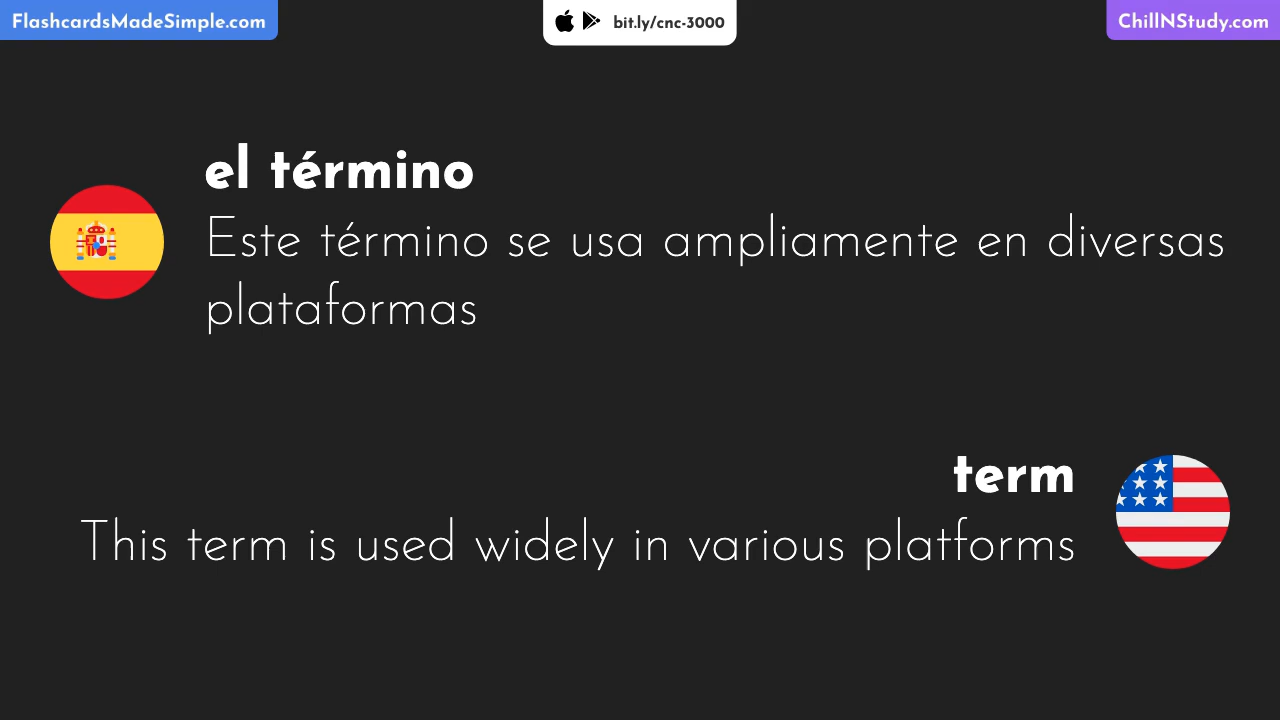 FlashcardsMadeSimple.com
bit.ly/cnc-3000
ChillNStudy.com
el término
Este término se usa ampliamente en diversas
plataformas
term
This term is used widely in various platforms